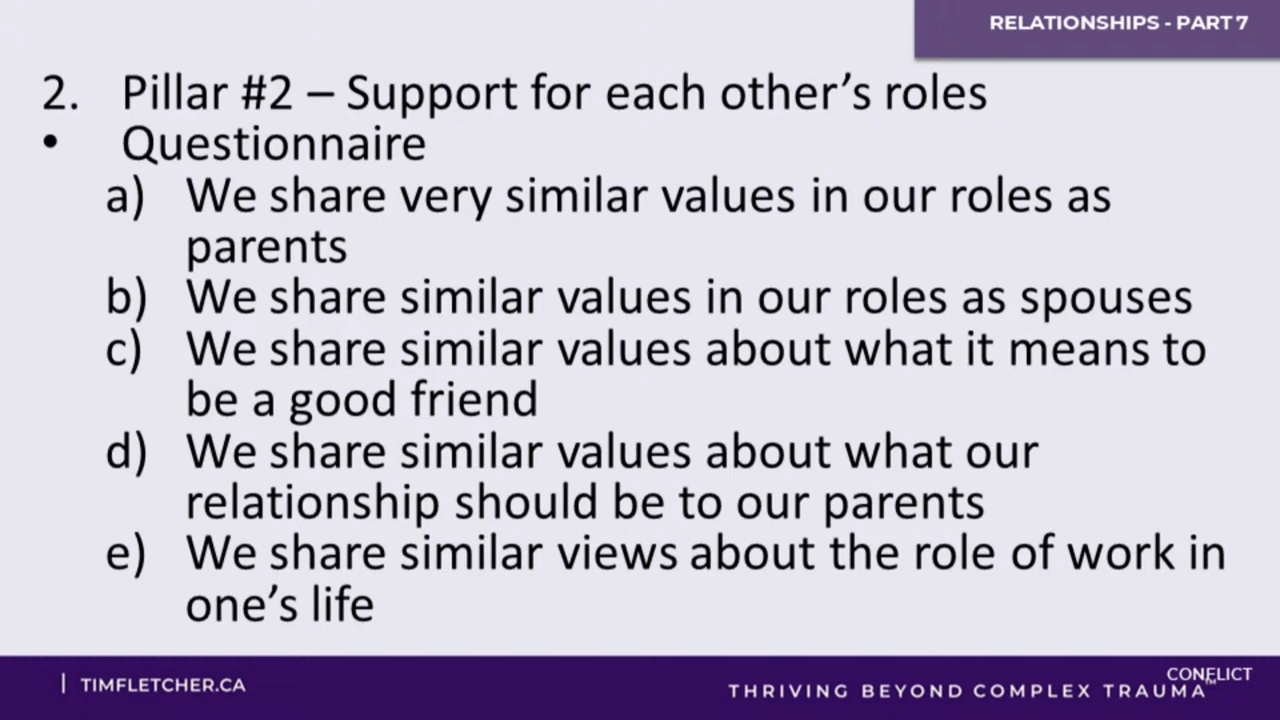 RELATIONSHIPS - PART 7
2. Pillar #2 – Support for each other’s roles
• Questionnaire
a) We share very similar values in our roles as
parents
b) We share similar values in our roles as spouses
c) We share similar values about what it means to
be a good friend
d) We share similar values about what our
relationship should be to our parents
e) We share similar views about the role of work in
one’s life
| TIMFLETCHER.CA
CONFLICT
THRIVING BEYOND COMPLEX TRAUMA™